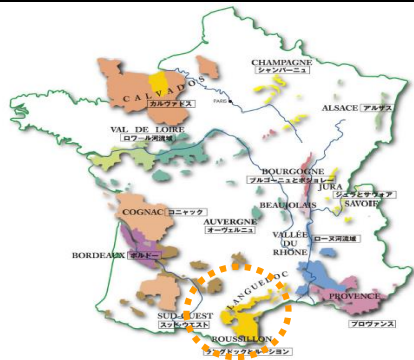 CHAMPAGNE
シャンパーニュ
CALVADOS
カルヴァドス
PARIS
ALSACE アルザス
VAL DE LOIRE
ロワール河流域
BOURGOGNE
ブルゴーニュとボジョレー
JURA
ジュラとサヴォア
SAVOIE
BEAUJOLAIS
COGNAC コニャック
AUVERGNE
オーヴェルニュ
VALLÉE
DU
RHÔNE
ローヌ河流域
BORDEAUX ボルドー
LANGUEDOC
PROVENCE
プロヴァンス
SUD-OUEST
スッド・ウエスト
ROUSSILLON
ラングドックとルーション